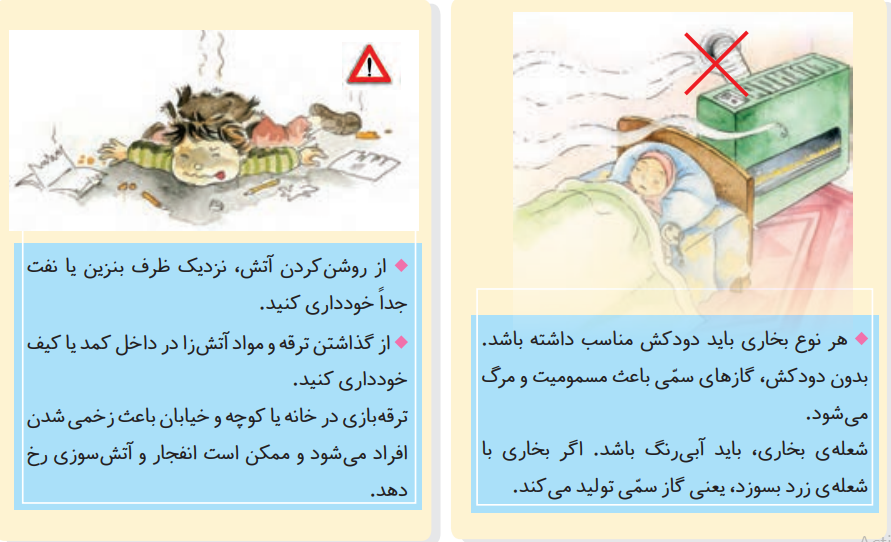 ◆ هر نوع بخاری باید دودکش مناسب داشته باشد.
بدون دودکش، گازهای سمّی باعث مسمومیت و مرگ
می‌شود.
شعله‌ی بخاری، باید آبی‌رنگ باشد. اگر بخاری با
شعله‌ی زرد بسوزد، یعنی گاز سمّی تولید می‌کند.
◆ از روشن‌کردن آتش، نزدیک ظرف بنزین یا نفت
جداً خودداری کنید.
◆ از گذاشتن ترقه و مواد آتش‌زا در داخل کمد یا کیف
خودداری کنید.
ترقه‌بازی در خانه یا کوچه و خیابان باعث زخمی شدن
افراد می‌شود و ممکن است انفجار و آتش‌سوزی رخ
دهد.